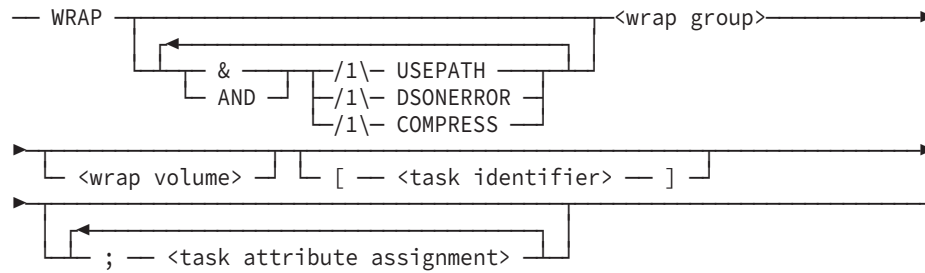 WRAP <wrap group>
& /1\ USEPATH
AND /1\ DSONERROR
/1\ COMPRESS
<wrap volume> [ <task identifier> ]
; <task attribute assignment>